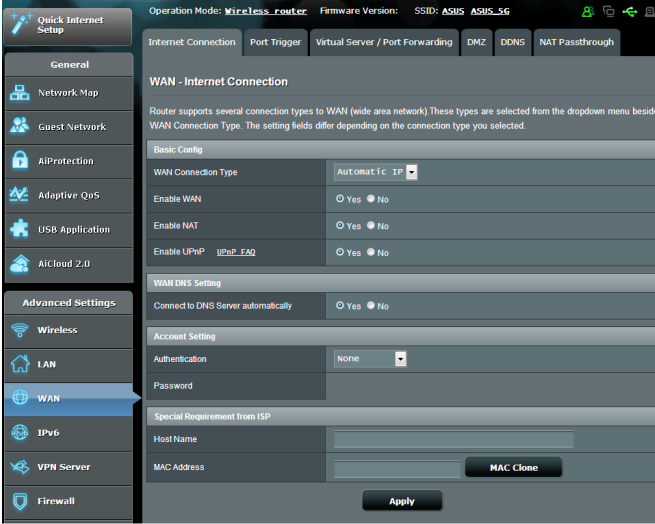 Quick Internet Setup
Operation Mode: Wireless router Firmware Version: SSID: ASUS ASUS_5G
Internet Connection Port Trigger Virtual Server / Port Forwarding DMZ DDNS NAT Passthrough
General
Network Map
Guest Network
AiProtection
Adaptive QoS
USB Application
AiCloud 2.0
Advanced Settings
Wireless
LAN
WAN
IPv6
VPN Server
Firewall
WAN - Internet Connection
Router supports several connection types to WAN (wide area network).These types are selected from the dropdown menu beside
WAN Connection Type. The setting fields differ depending on the connection type you selected.
Basic Config
WAN Connection Type Automatic IP
Enable WAN Yes No
Enable NAT Yes No
Enable UPnP UPnP FAQ Yes No
WAN DNS Setting
Connect to DNS Server automatically Yes No
Account Setting
Authentication None
Password
Special Requirement from ISP
Host Name
MAC Address MAC Clone
Apply